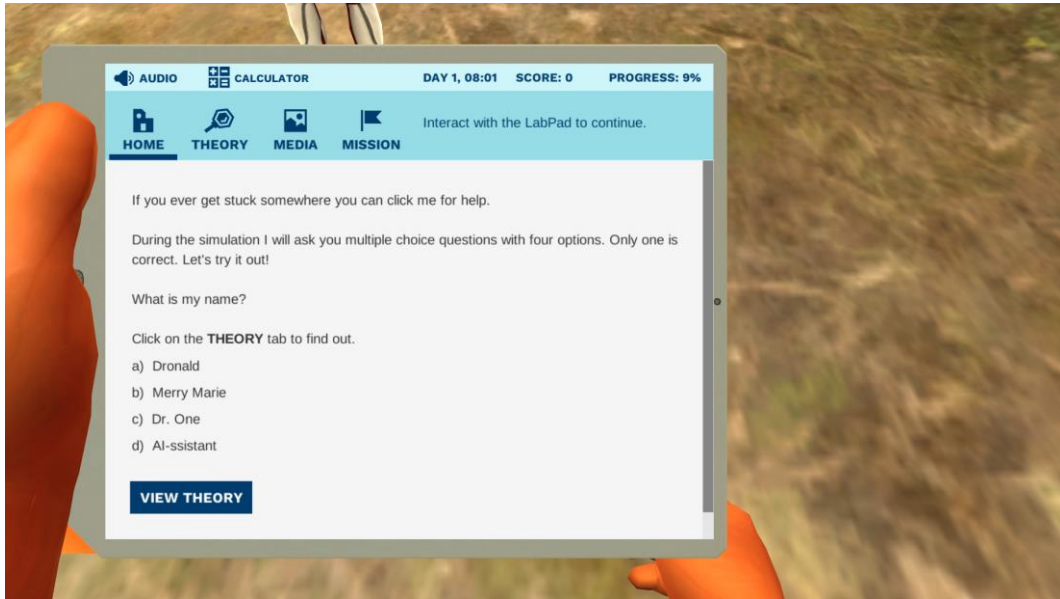 AUDIO CALCULATOR DAY 1, 08:01 SCORE: 0 PROGRESS: 9%
HOME THEORY MEDIA MISSION Interact with the LabPad to continue.
If you ever get stuck somewhere you can click me for help.
During the simulation I will ask you multiple choice questions with four options. Only one is
correct. Let's try it out!
What is my name?
Click on the THEORY tab to find out.
a) Dronald
b) Merry Marie
c) Dr. One
d) AI-ssistant
VIEW THEORY